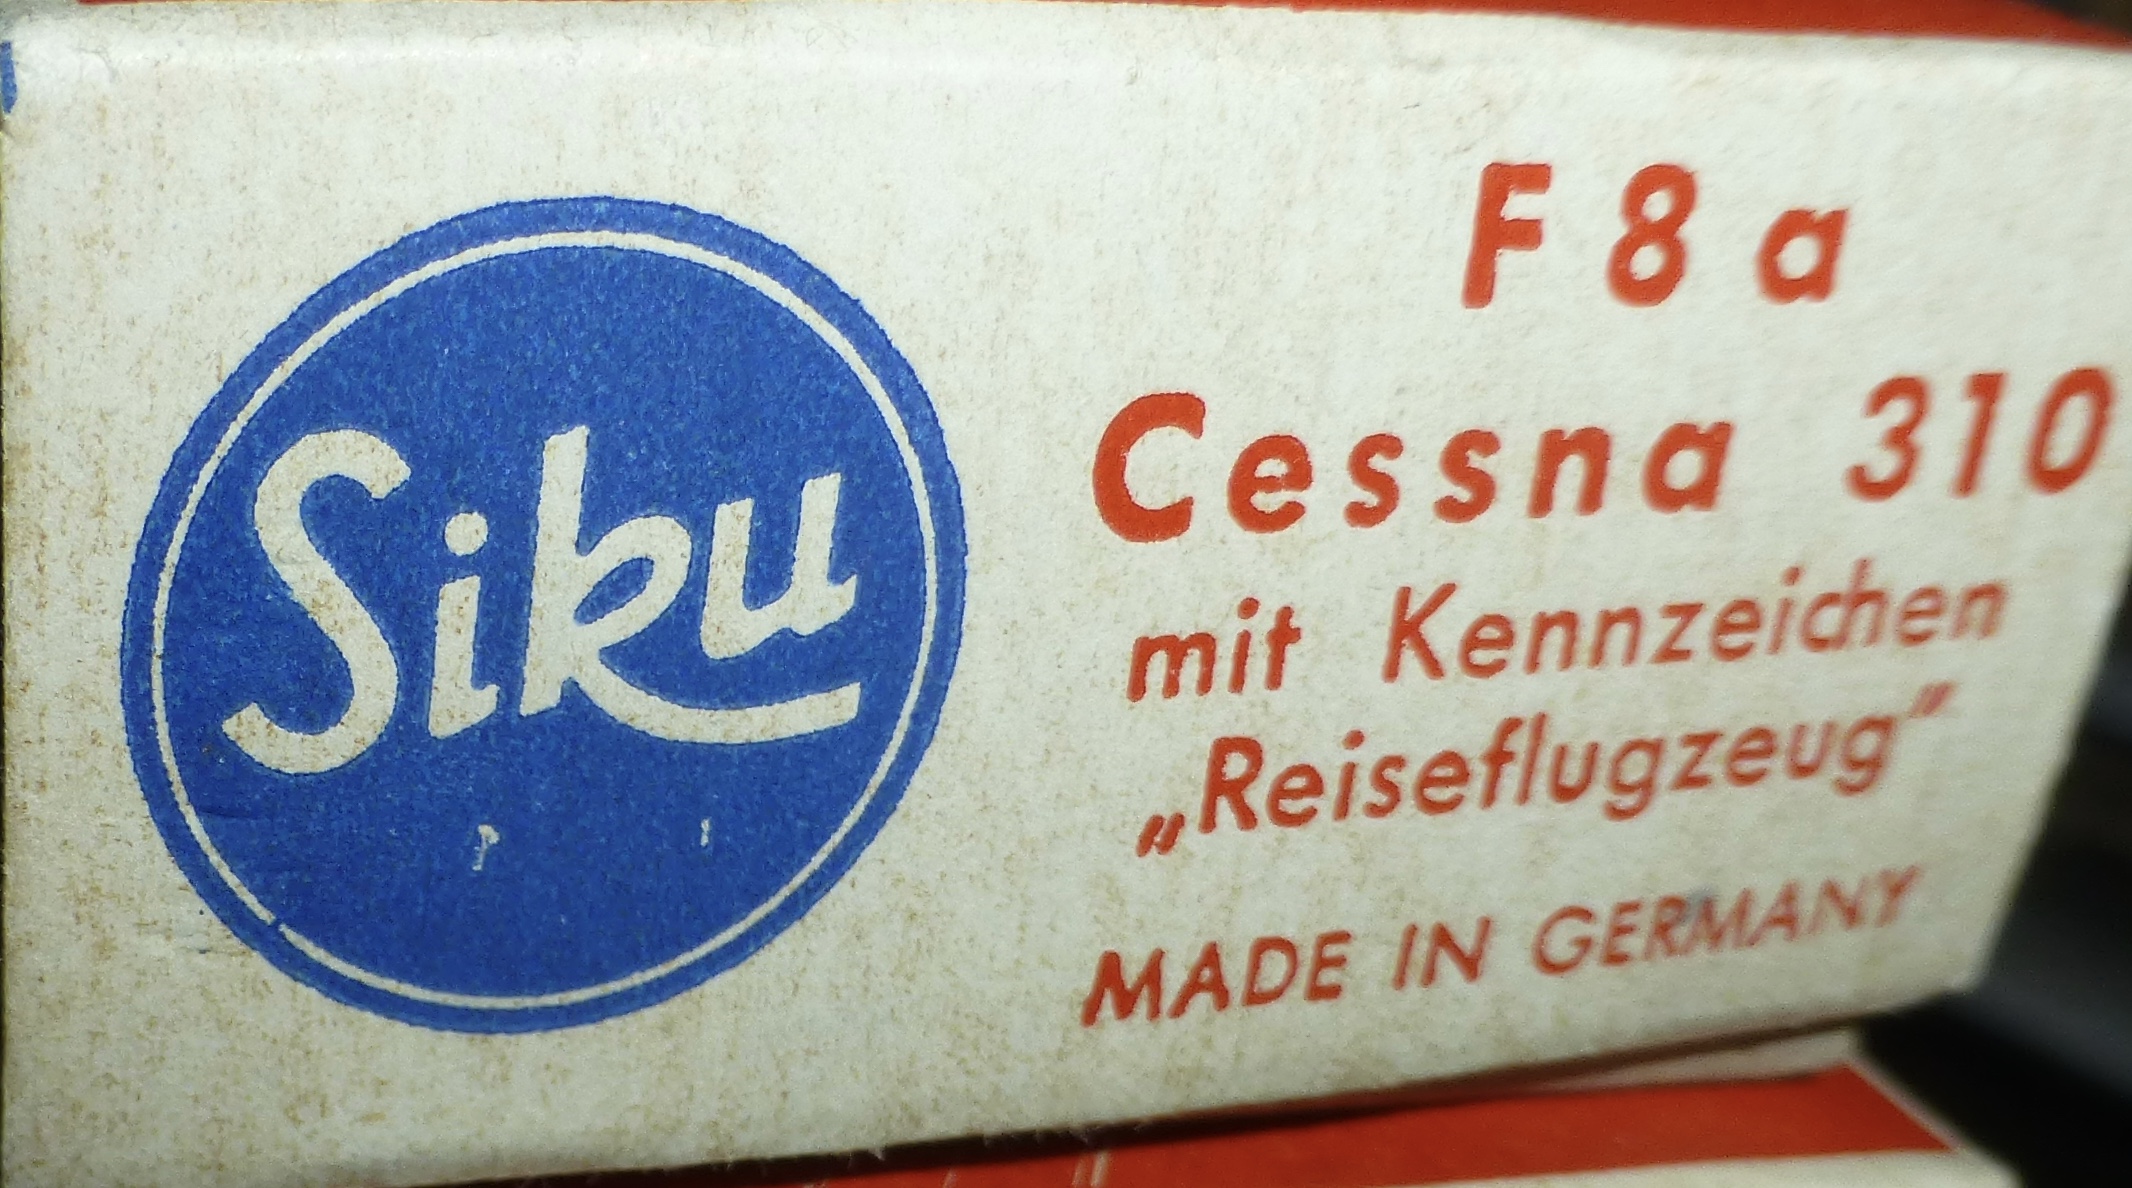 Siku
F 8 a
Cessna 310
mit Kennzeichen
„Reiseflugzeug”
MADE IN GERMANY